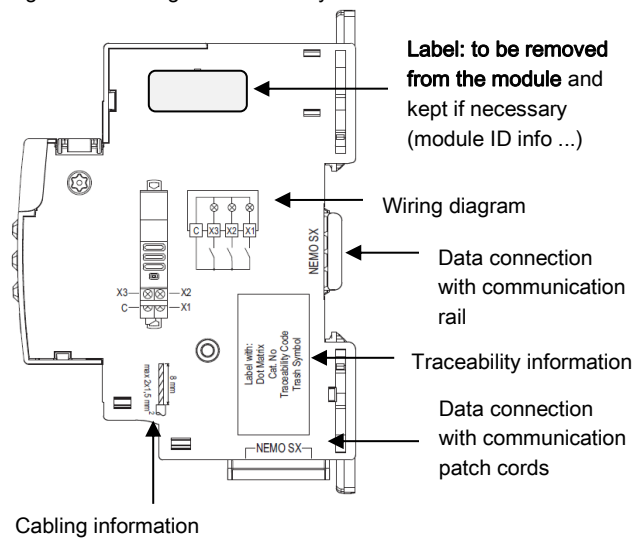 Label: to be removed
from the module and
kept if necessary
(module ID info ...)
Wiring diagram
C X3 X2 X1
NEMO SX
Data connection
with communication
rail
X3 X2
C X1
Label with:
Dot Matrix
Cat. No
Traceability Code
Trash Symbol
Traceability information
8 mm
max 2x1,5 mm²
Data connection
with communication
patch cords
NEMO SX
Cabling information